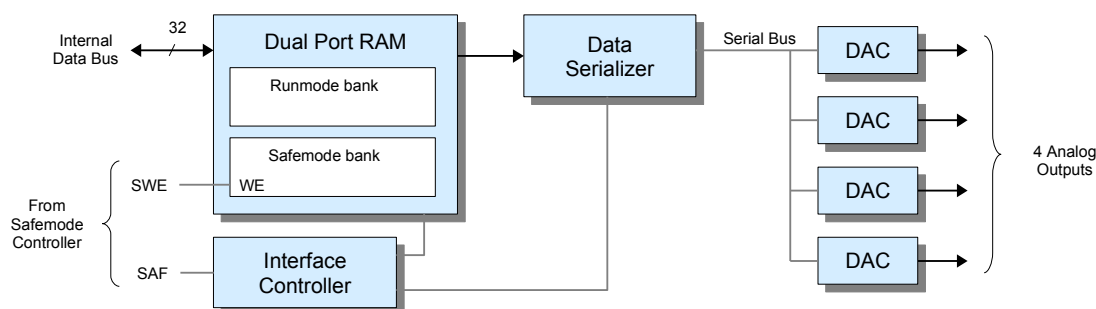 Internal
Data Bus
32
Dual Port RAM
Runmode bank
Safemode bank
WE
From
Safemode
Controller
SWE
SAF
Interface
Controller
Data
Serializer
Serial Bus
DAC
DAC
DAC
DAC
4 Analog
Outputs